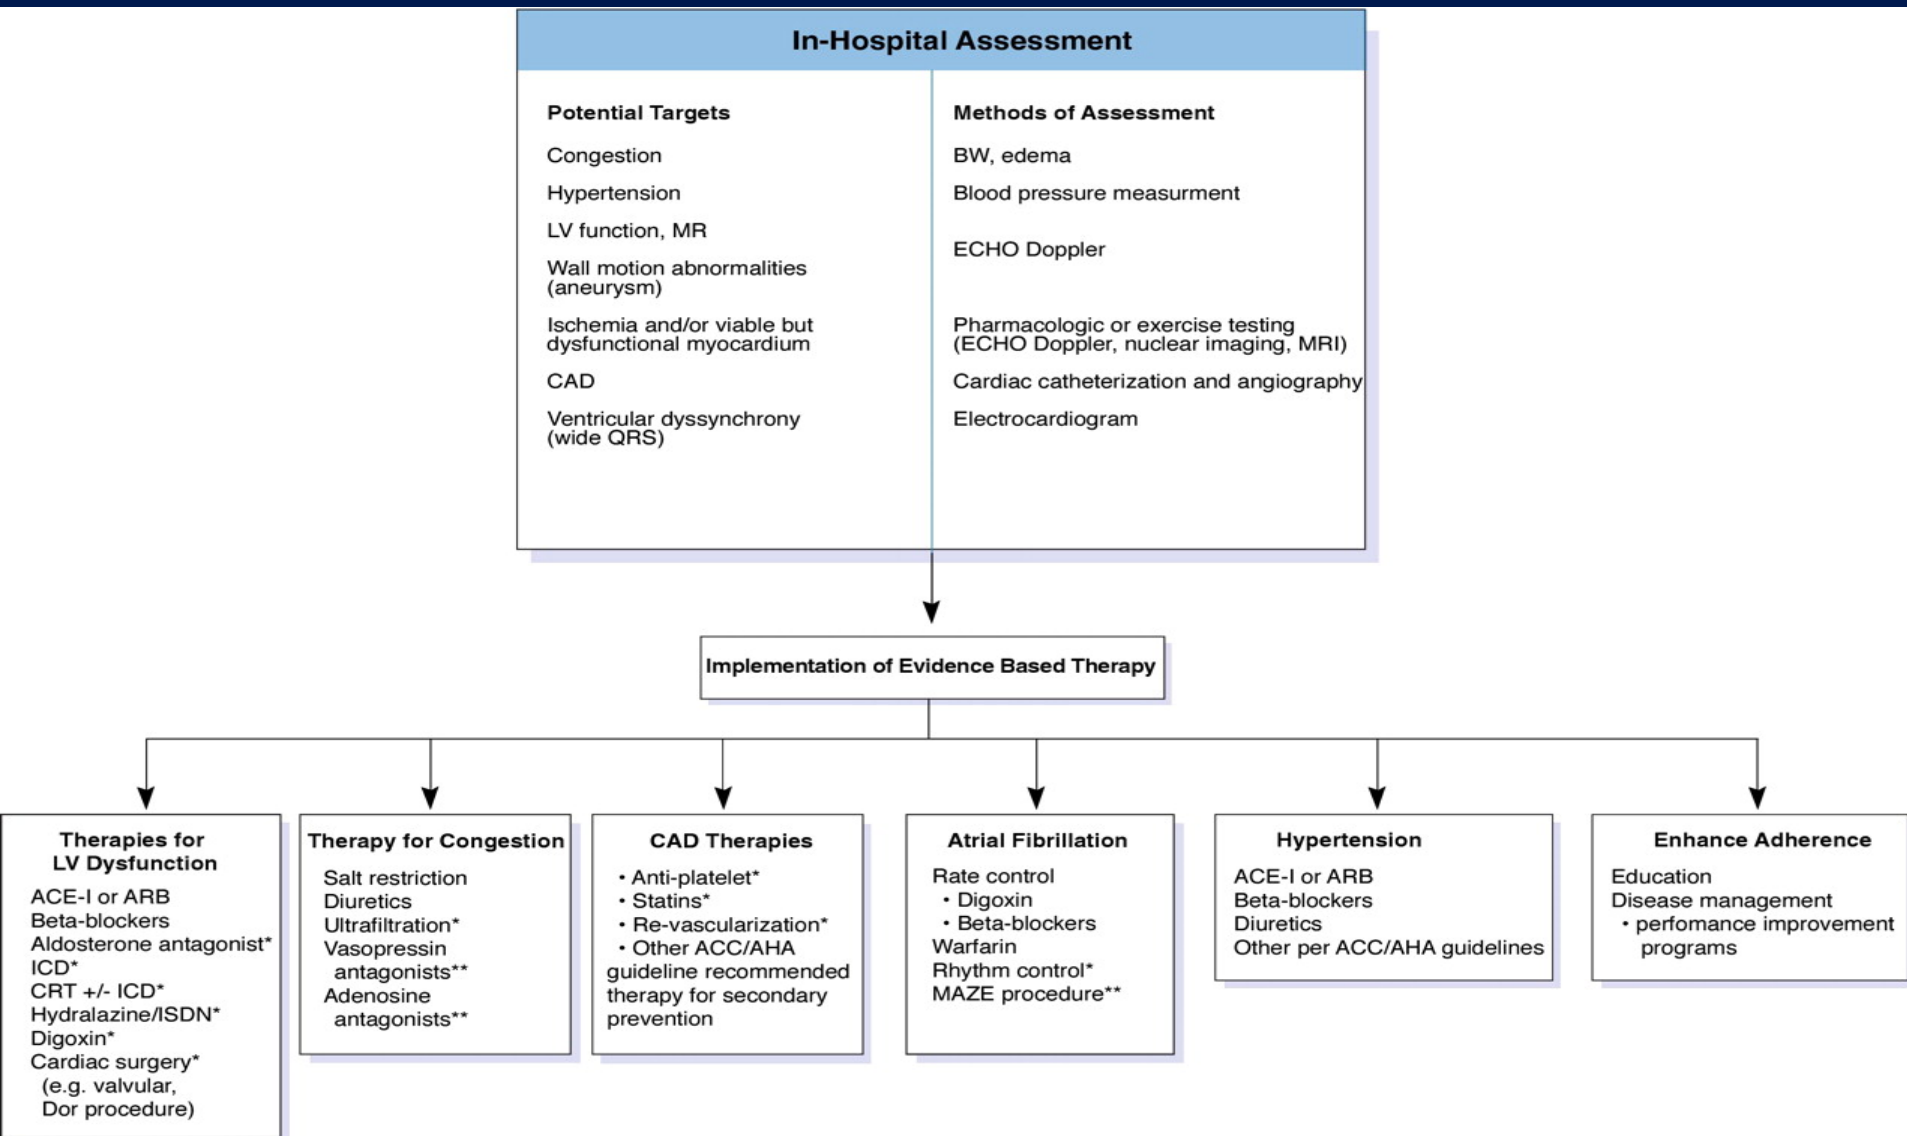 In-Hospital Assessment
Potential Targets
Congestion
Hypertension
LV function, MR
Wall motion abnormalities
(aneurysm)
Ischemia and/or viable but
dysfunctional myocardium
CAD
Ventricular dyssynchrony
(wide QRS)
Methods of Assessment
BW, edema
Blood pressure measurment
ECHO Doppler
Pharmacologic or exercise testing
(ECHO Doppler, nuclear imaging, MRI)
Cardiac catheterization and angiography
Electrocardiogram
Implementation of Evidence Based Therapy
Therapies for
LV Dysfunction
ACE-I or ARB
Beta-blockers
Aldosterone antagonist*
ICD*
CRT +/- ICD*
Hydralazine/ISDN*
Digoxin*
Cardiac surgery*
(e.g. valvular,
Dor procedure)
Therapy for Congestion
Salt restriction
Diuretics
Ultrafiltration*
Vasopressin
antagonists**
Adenosine
antagonists**
CAD Therapies
• Anti-platelet*
• Statins*
• Re-vascularization*
• Other ACC/AHA
guideline recommended
therapy for secondary
prevention
Atrial Fibrillation
Rate control
• Digoxin
• Beta-blockers
Warfarin
Rhythm control*
MAZE procedure**
Hypertension
ACE-I or ARB
Beta-blockers
Diuretics
Other per ACC/AHA guidelines
Enhance Adherence
Education
Disease management
• perfomance improvement
programs